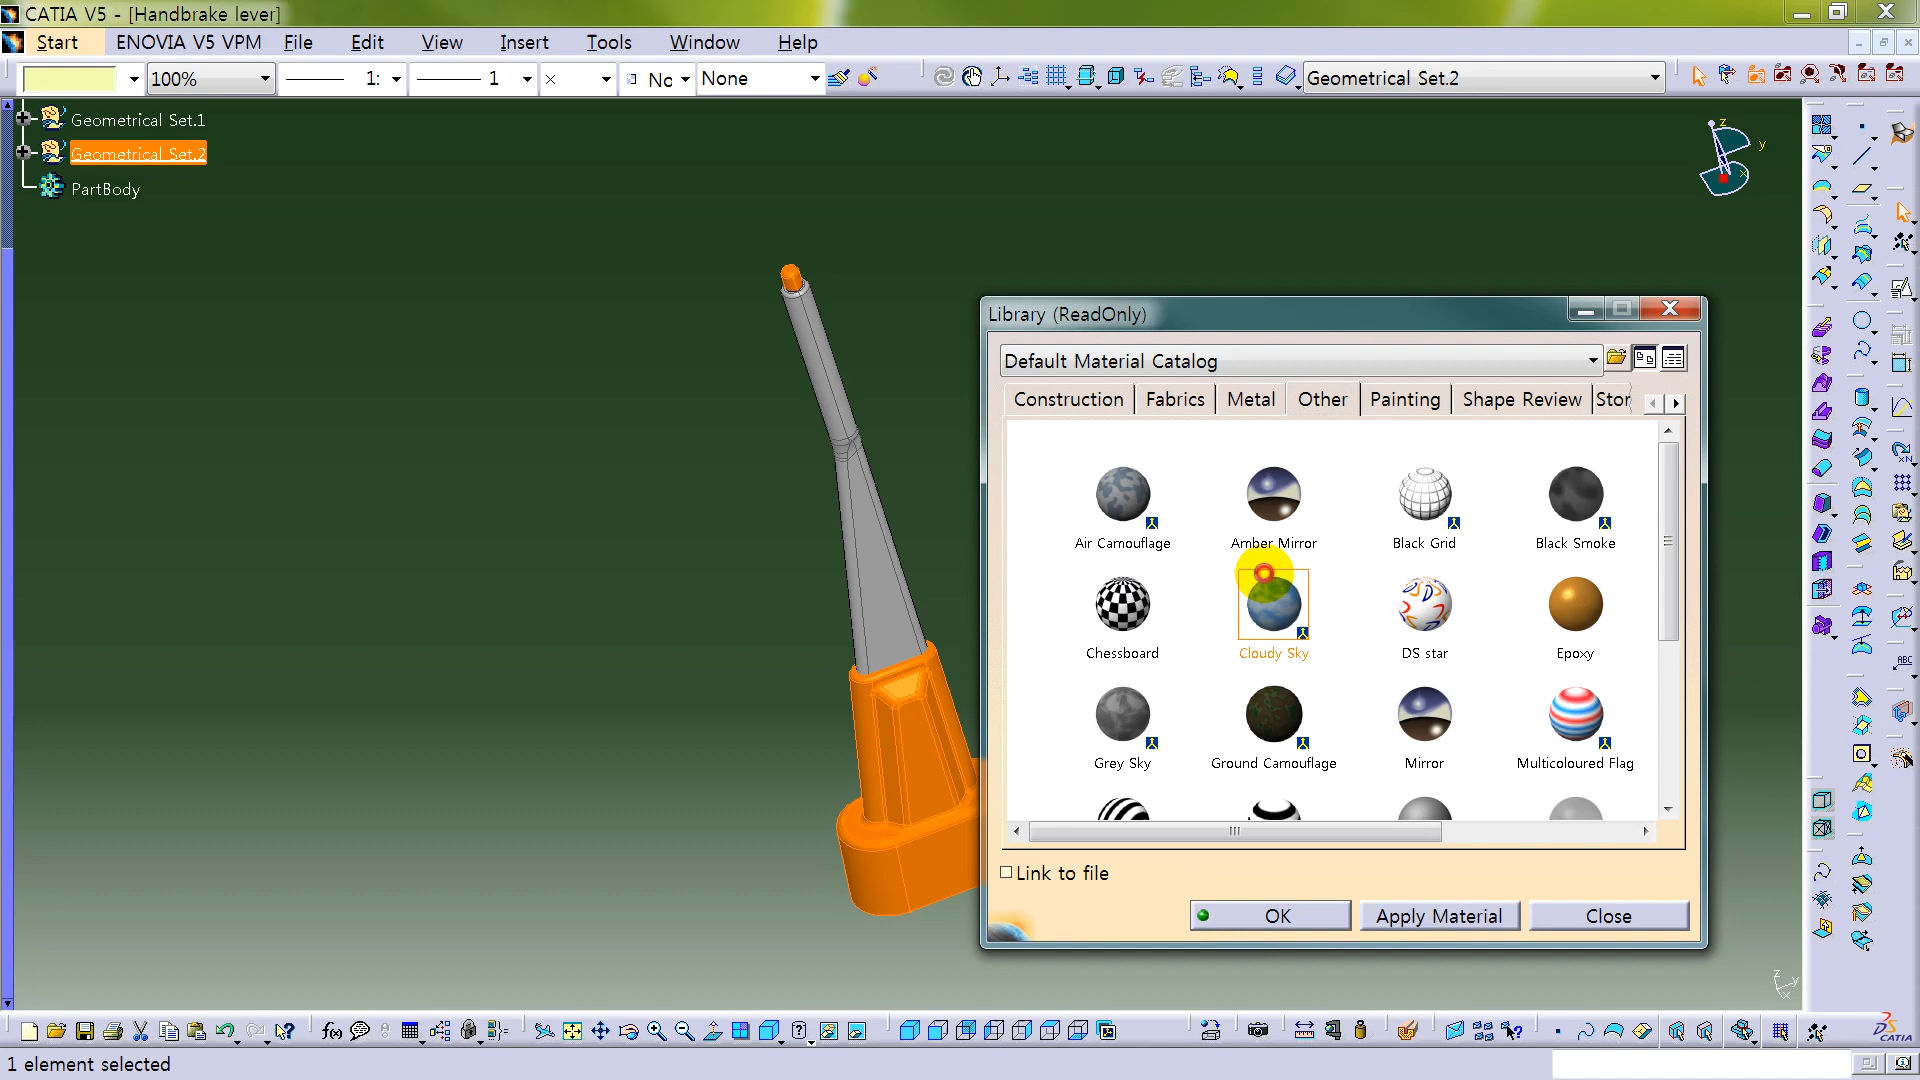 CATIA V5 - [Handbrake lever]
Start ENOVIA V5 VPM File Edit View Insert Tools Window Help
100% 1: 1 No None Geometrical Set.2
Geometrical Set.1
Geometrical Set.2
PartBody
z
y
x
Library (ReadOnly)
Default Material Catalog
Construction Fabrics Metal Other Painting Shape Review Stor
Air Camouflage Amber Mirror Black Grid Black Smoke
Chessboard Cloudy Sky DS star Epoxy
Grey Sky Ground Camouflage Mirror Multicoloured Flag
Link to file
OK Apply Material Close
z
y
x
ABC
f(x)
CATIA
1 element selected